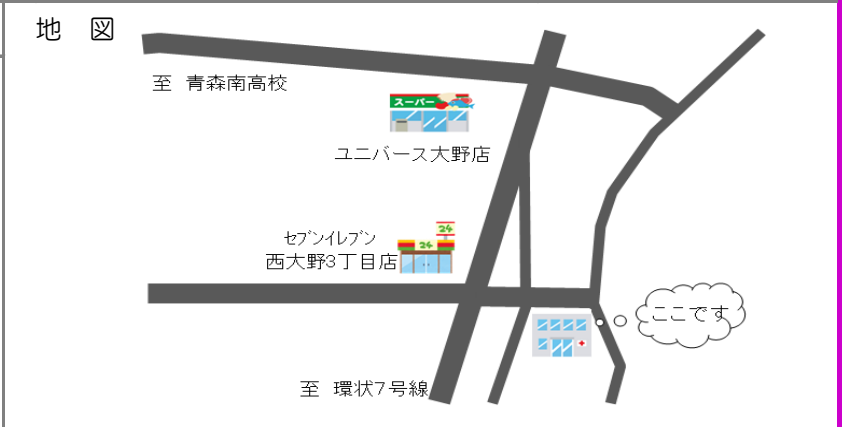 地　図
至　青森南高校
スーパー
ユニバース大野店
24
24
ｾﾌﾞﾝｲﾚﾌﾞﾝ
西大野3丁目店
ここです
至　環状7号線